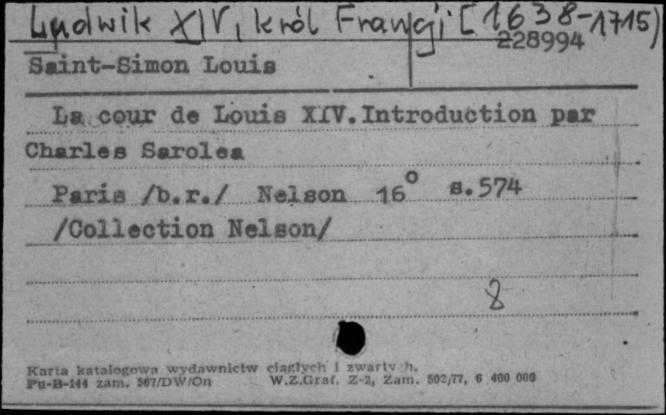 Ludwik XIV, król Francji [1638-1715)
228994
Saint-Simon Louis
La cour de Louis XIV. Introduction par
Charles Sarolea
Paris /b.r./ Nelson 16° s.574
/Collection Nelson/
8
Karta katalogowa wydawnictw ciągłych i zwartych.
Pu-B-144 zam. 567/DW/On W.Z.Graf. Z-2, Zam. 502/77, 6 400 000